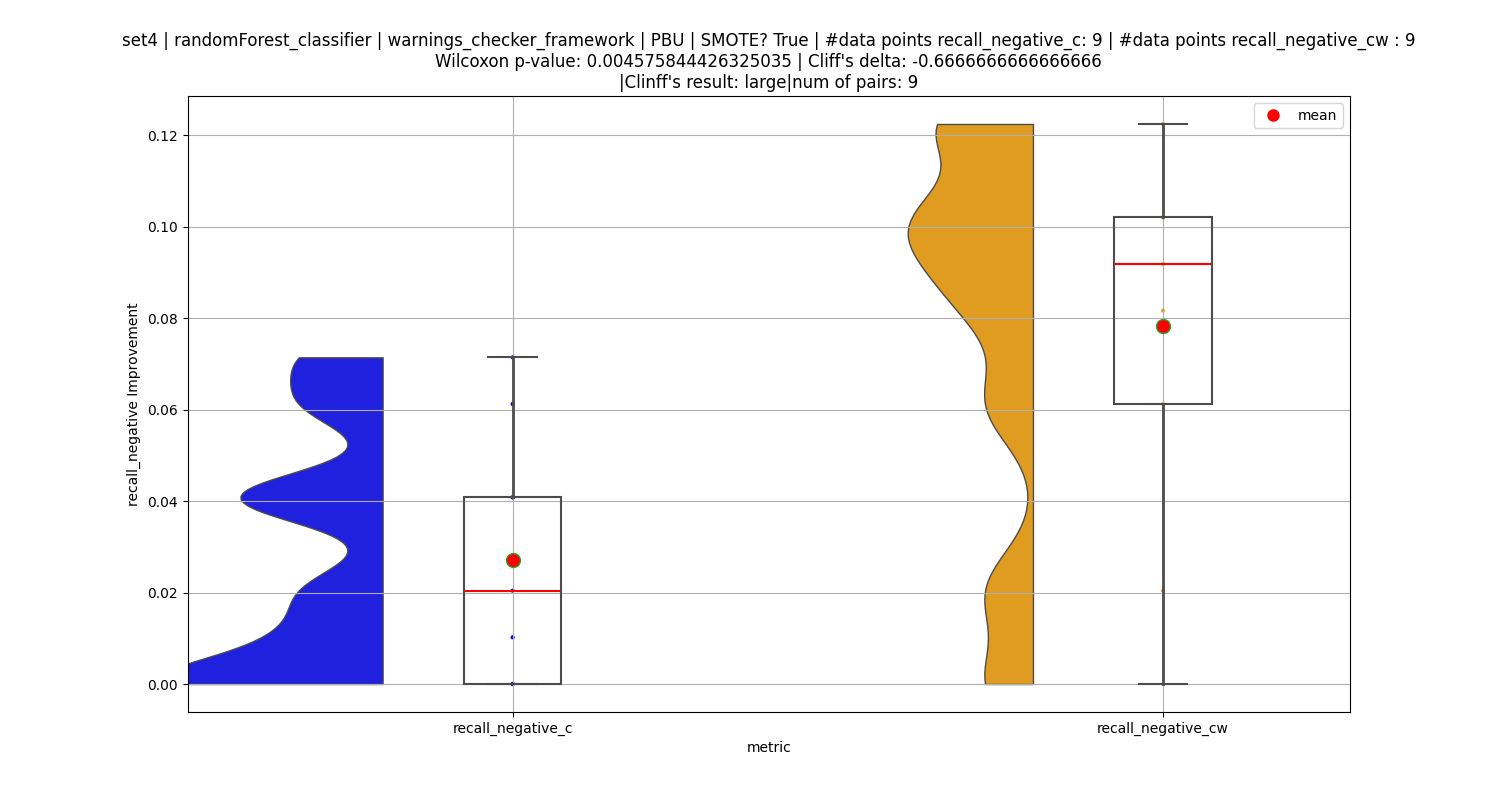 set4 | randomForest_classifier | warnings_checker_framework | PBU | SMOTE? True | #data points recall_negative_c: 9 | #data points recall_negative_cw : 9
Wilcoxon p-value: 0.004575844426325035 | Cliff's delta: -0.6666666666666666
|Clinff's result: large|num of pairs: 9
mean
0.12
0.10
0.08
0.06
0.04
0.02
0.00
recall_negative Improvement
recall_negative_c
recall_negative_cw
metric